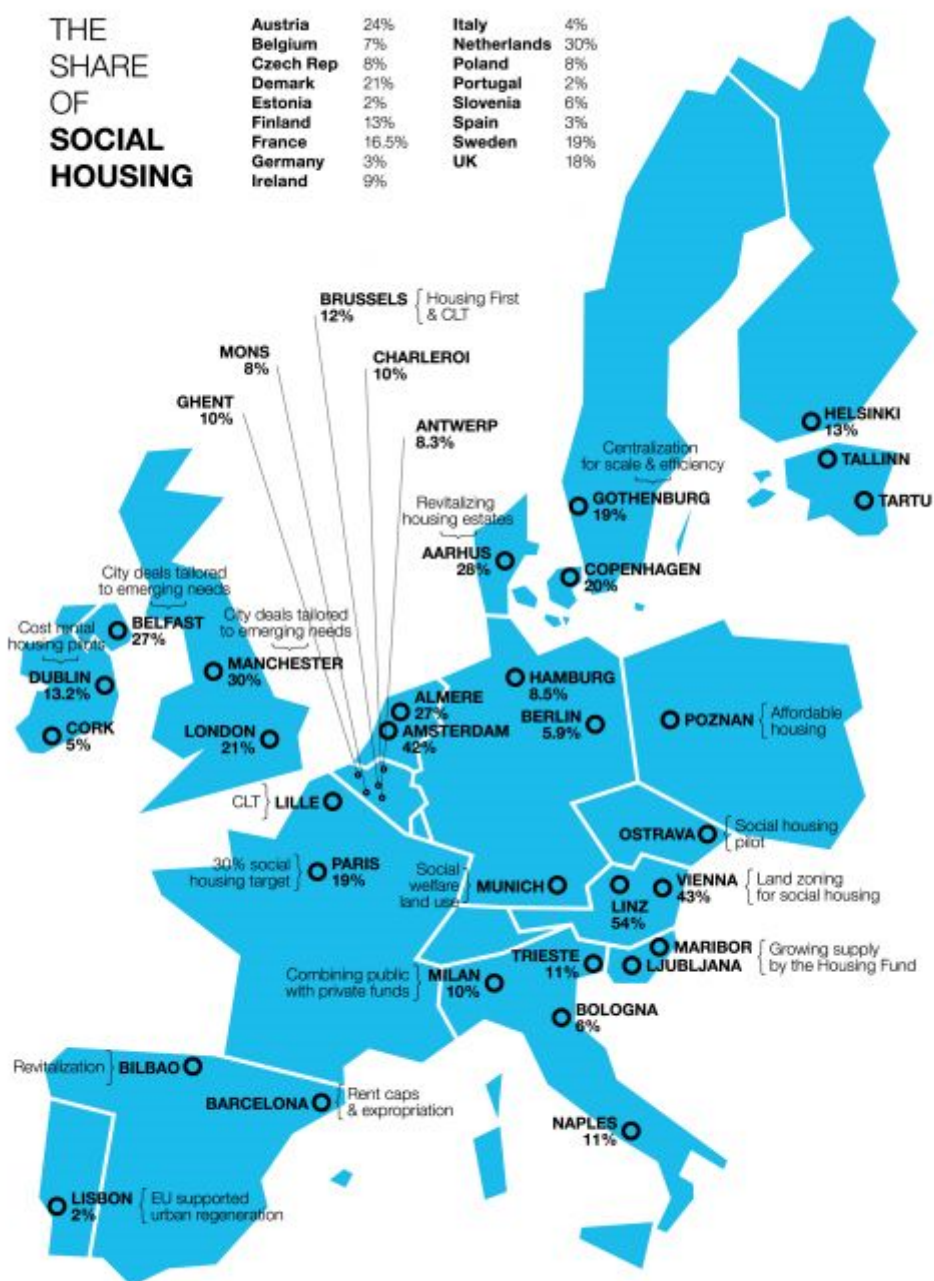 THE
SHARE
OF
SOCIAL
HOUSING
Austria 24%
Belgium 7%
Czech Rep 8%
Demark 21%
Estonia 2%
Finland 13%
France 16.5%
Germany 3%
Ireland 9%
Italy 4%
Netherlands 30%
Poland 8%
Portugal 2%
Slovenia 6%
Spain 3%
Sweden 19%
UK 18%
BRUSSELS
12%
Housing First
& CLT
MONS
8%
CHARLEROI
10%
GHENT
10%
ANTWERP
8.3%
HELSINKI
13%
TALLINN
TARTU
Centralization
for scale & efficiency
GOTHENBURG
19%
Revitalizing
housing estates
AARHUS
28%
COPENHAGEN
20%
City deals tailored
to emerging needs
BELFAST
27%
City deals tailored
to emerging needs
MANCHESTER
30%
Cost rental
housing pilots
DUBLIN
13.2%
CORK
5%
LONDON
21%
ALMERE
27%
AMSTERDAM
42%
HAMBURG
8.5%
BERLIN
5.9%
POZNAN
Affordable
housing
CLT
LILLE
OSTRAVA
Social housing
pilot
30% social
housing target
PARIS
19%
Social
welfare
land use
MUNICH
LINZ
54%
VIENNA
43%
Land zoning
for social housing
MARIBOR
LJUBLJANA
Growing supply
by the Housing Fund
TRIESTE
11%
Combining public
with private funds
MILAN
10%
BOLOGNA
6%
Revitalization
BILBAO
BARCELONA
Rent caps
& expropriation
NAPLES
11%
LISBON
2%
EU supported
urban regeneration